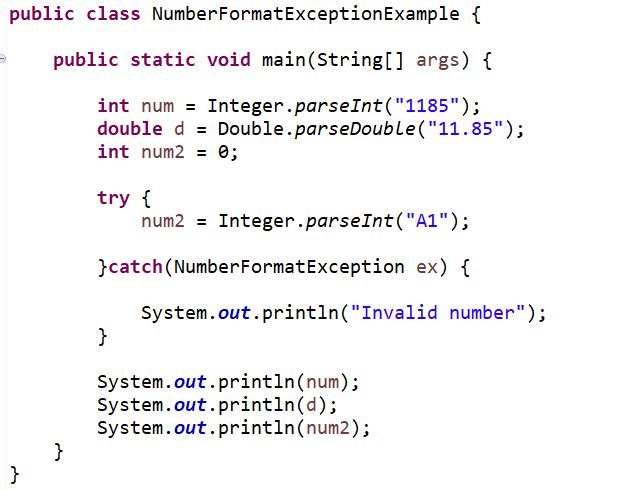 public class NumberFormatExceptionExample {
public static void main(String[] args) {
int num = Integer.parseInt("1185");
double d = Double.parseDouble("11.85");
int num2 = 0;
try {
num2 = Integer.parseInt("A1");
}catch(NumberFormatException ex) {
System.out.println("Invalid number");
}
System.out.println(num);
System.out.println(d);
System.out.println(num2);
}
}